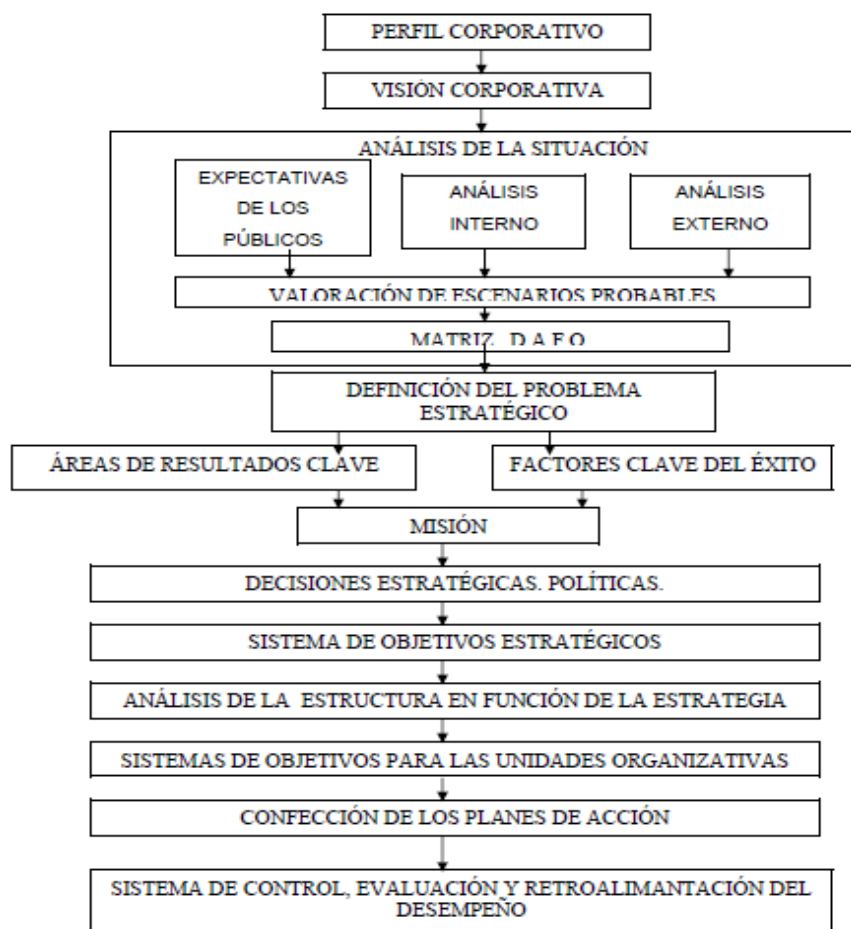 PERFIL CORPORATIVO
VISIÓN CORPORATIVA
ANÁLISIS DE LA SITUACIÓN
EXPECTATIVAS
DE LOS
PÚBLICOS
ANÁLISIS
INTERNO
ANÁLISIS
EXTERNO
VALORACIÓN DE ESCENARIOS PROBABLES
MATRIZ D A F O
DEFINICIÓN DEL PROBLEMA
ESTRATÉGICO
ÁREAS DE RESULTADOS CLAVE
FACTORES CLAVE DEL ÉXITO
MISIÓN
DECISIONES ESTRATÉGICAS. POLÍTICAS.
SISTEMA DE OBJETIVOS ESTRATÉGICOS
ANÁLISIS DE LA ESTRUCTURA EN FUNCIÓN DE LA ESTRATEGIA
SISTEMAS DE OBJETIVOS PARA LAS UNIDADES ORGANIZATIVAS
CONFECCIÓN DE LOS PLANES DE ACCIÓN
SISTEMA DE CONTROL, EVALUACIÓN Y RETROALIMANTACIÓN DEL
DESEMPEÑO